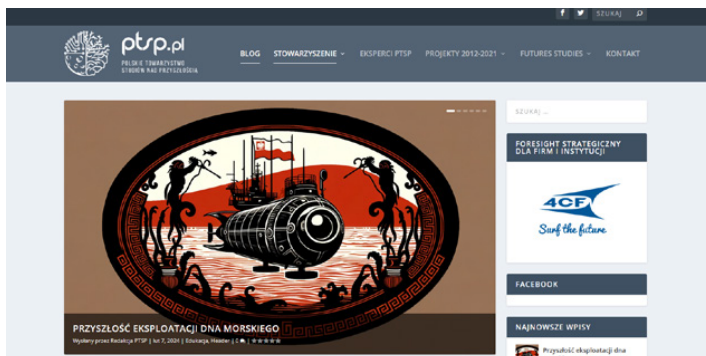 SZUKAJ
ptsp.pl
POLSKIE TOWARZYSTWO
STUDIÓW NAD PRZYSZŁOŚCIĄ
BLOG STOWARZYSZENIE EKSPERCI PTSP PROJEKTY 2012-2021 FUTURES STUDIES KONTAKT
SZUKAJ ...
FORESIGHT STRATEGICZNY
DLA FIRM I INSTYTUCJI
4CF
Surf the future
FACEBOOK
NAJNOWSZE WPISY
Przyszłość eksploatacji dna
PRZYSZŁOŚĆ EKSPLOATACJI DNA MORSKIEGO
Wysłany przez Redakcja PTSP | lut 7, 2024 | Edukacja, Header | 0